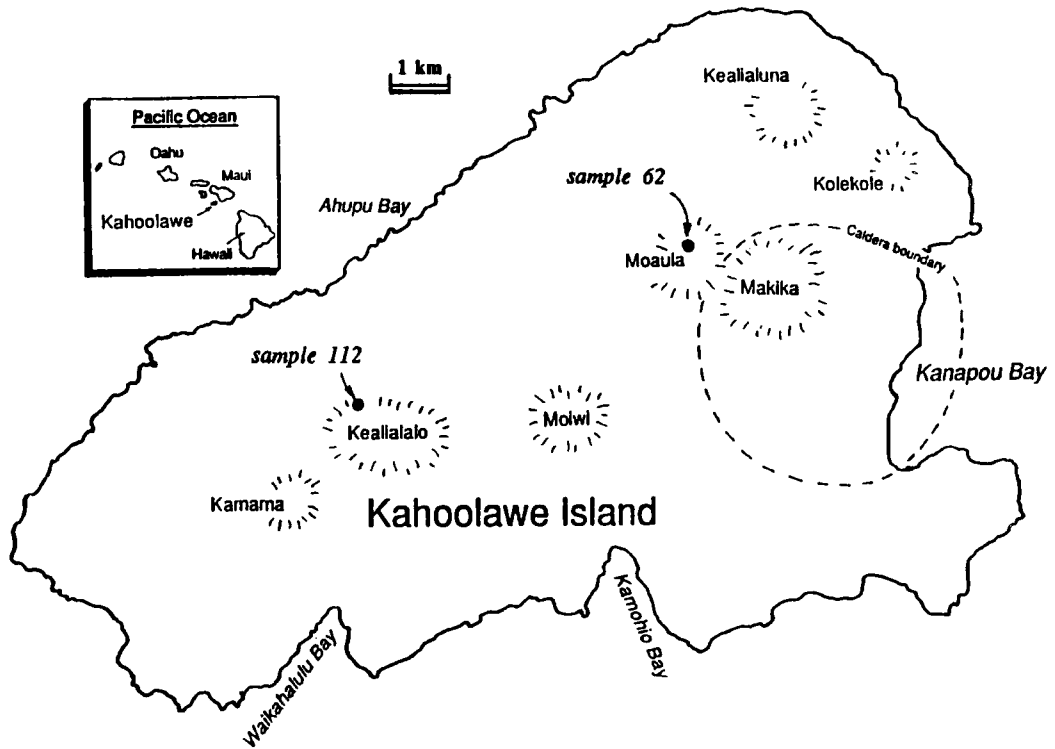 Kealialuna
1 km
Pacific Ocean
Oahu
Maui
Kahoolawe
Hawaii
Kolekole
sample 62
Ahupu Bay
Caldera boundary
Moaula
Makika
sample 112
Kanapou Bay
Moiwi
Kealialalo
Kamama
Kahoolawe Island
Kamohio Bay
Waikahalulu Bay